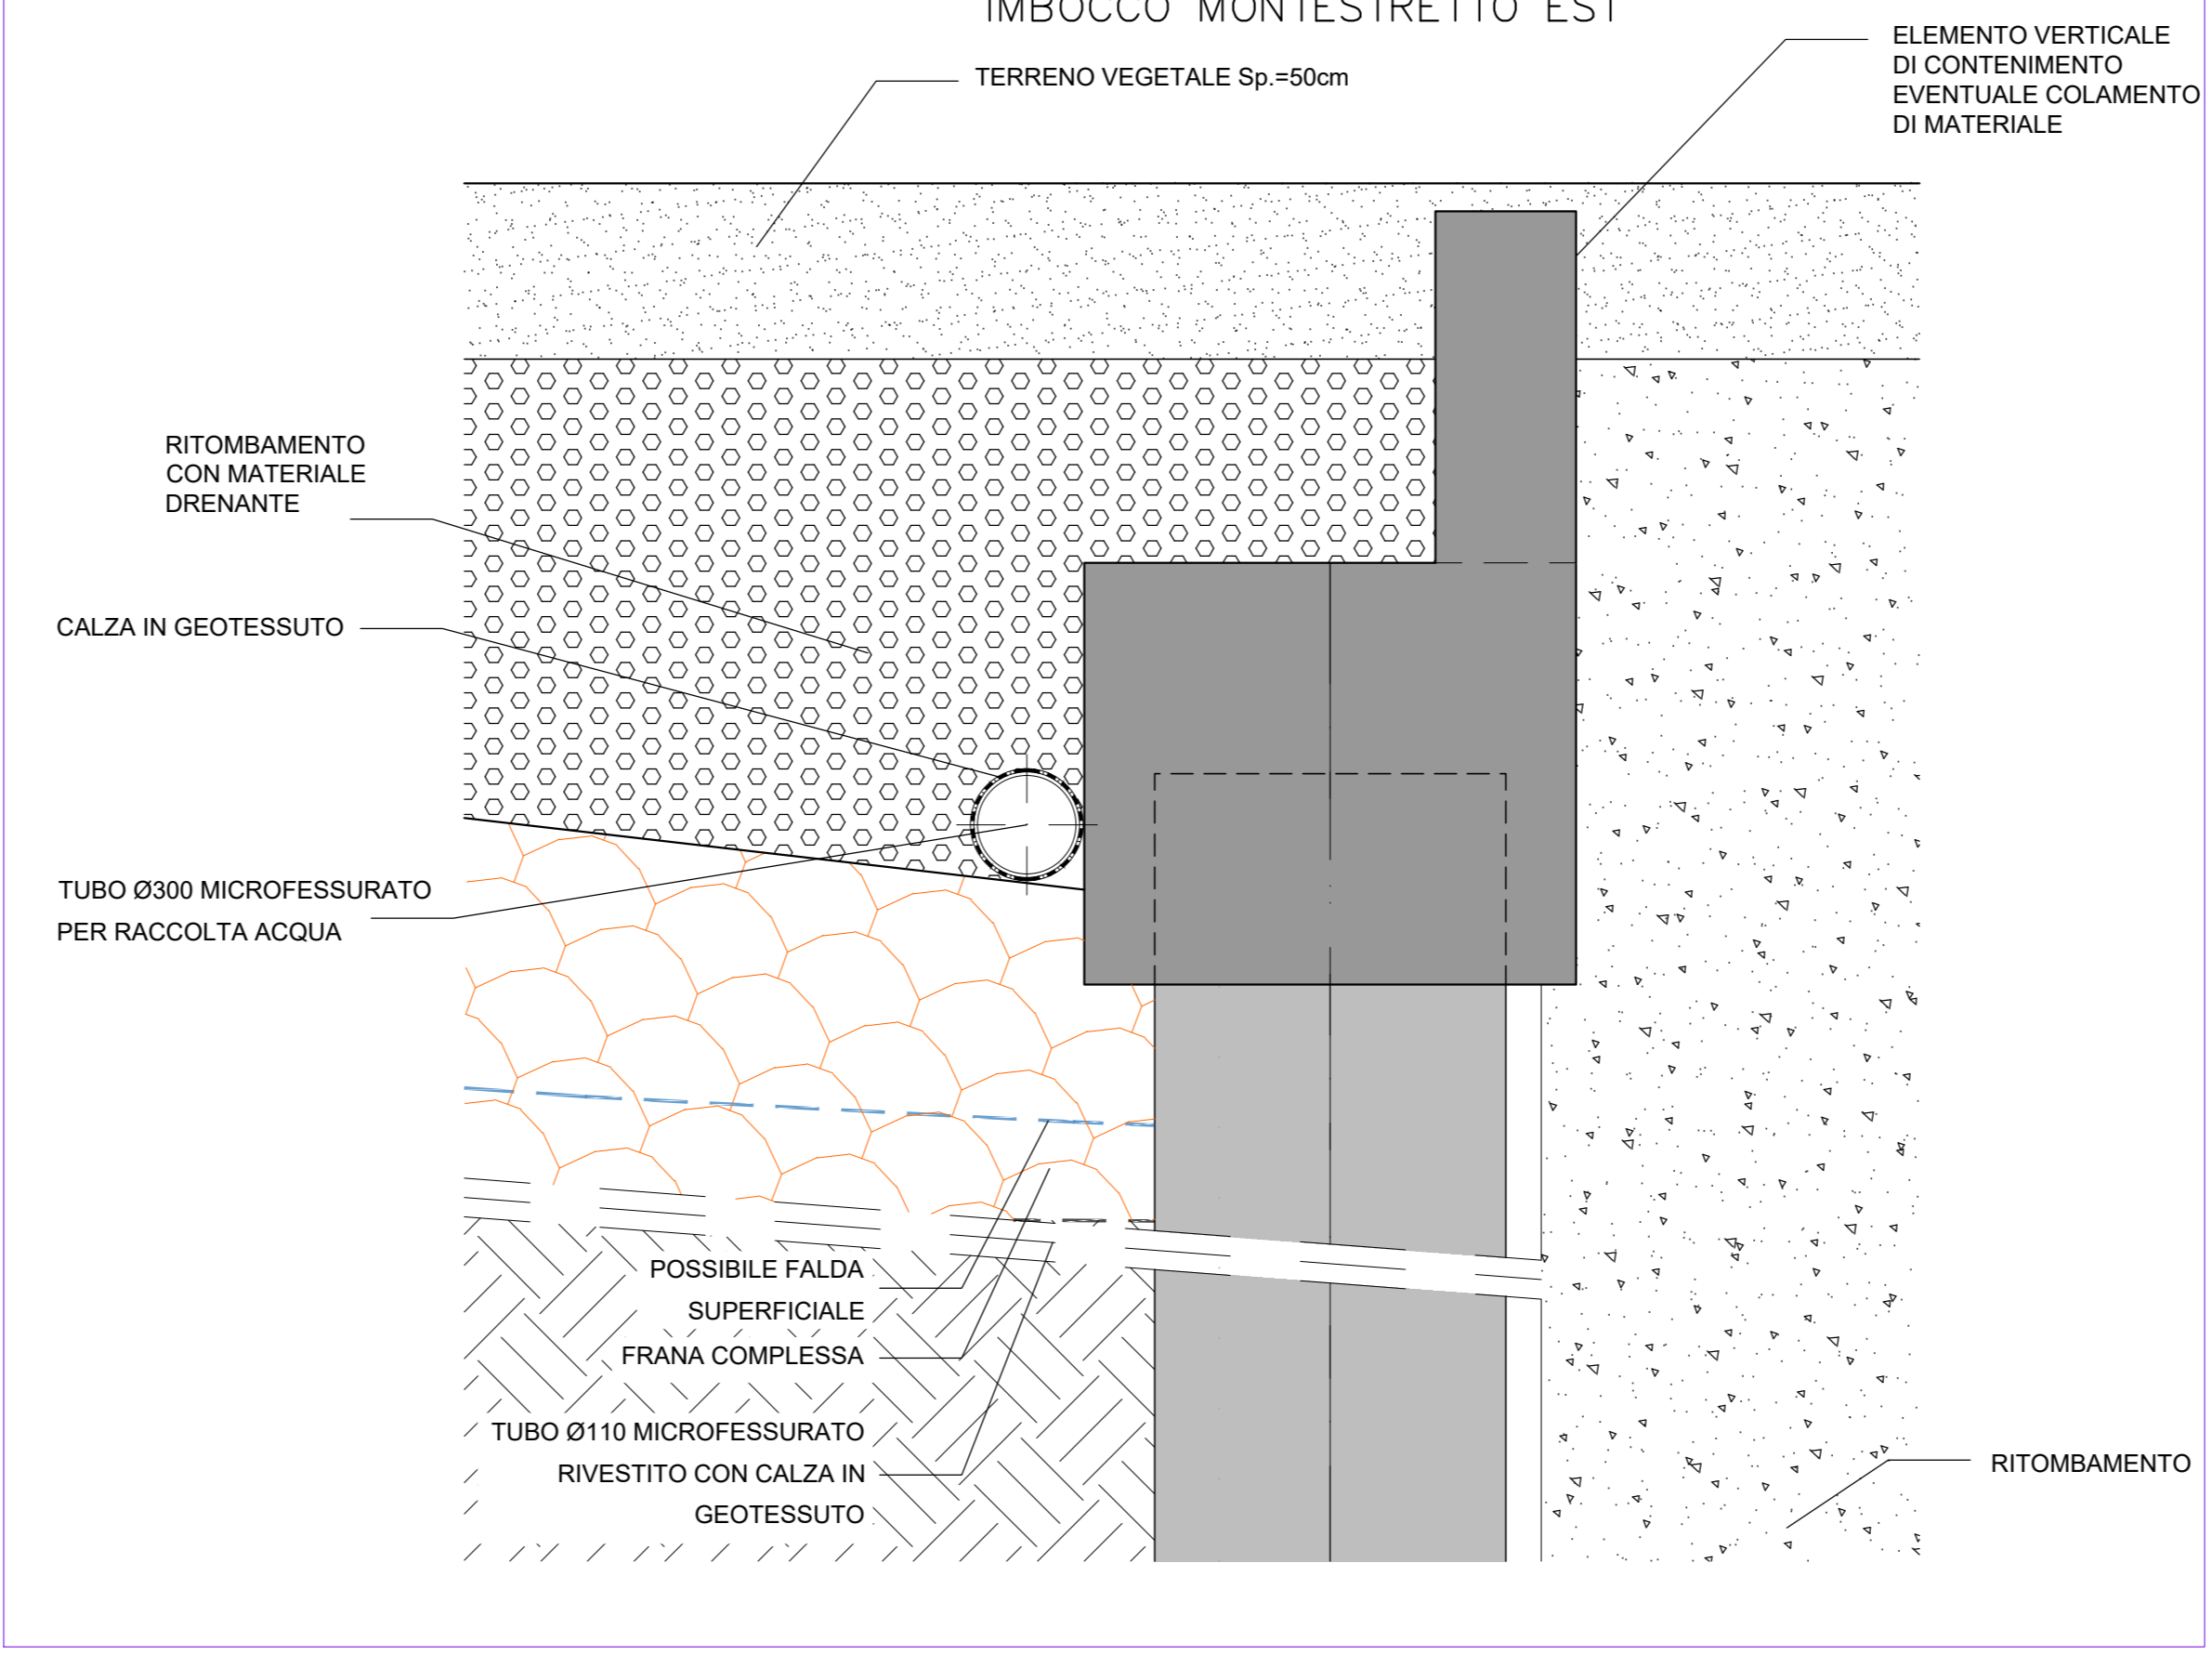 IMBOCCO MONTESTRETTO EST
TERRENO VEGETALE Sp.=50cm
ELEMENTO VERTICALE
DI CONTENIMENTO
EVENTUALE COLAMENTO
DI MATERIALE
RITOMBAMENTO
CON MATERIALE
DRENANTE
CALZA IN GEOTESSUTO
TUBO Ø300 MICROFESSURATO
PER RACCOLTA ACQUA
POSSIBILE FALDA
SUPERFICIALE
FRANA COMPLESSA
TUBO Ø110 MICROFESSURATO
RIVESTITO CON CALZA IN
GEOTESSUTO
RITOMBAMENTO